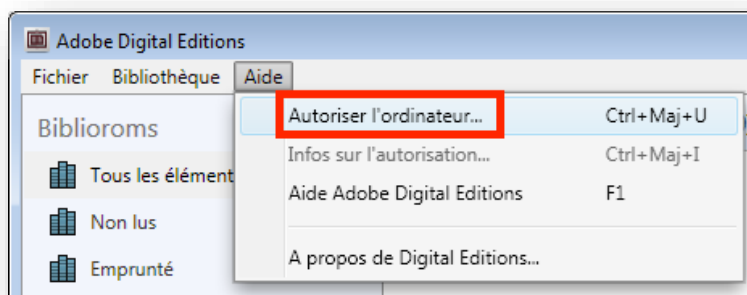 Adobe Digital Editions
Fichier Bibliothèque Aide
Biblioroms
Tous les élément
Non lus
Emprunté
Autoriser l'ordinateur... Ctrl+Maj+U
Infos sur l'autorisation... Ctrl+Maj+I
Aide Adobe Digital Editions F1
A propos de Digital Editions...